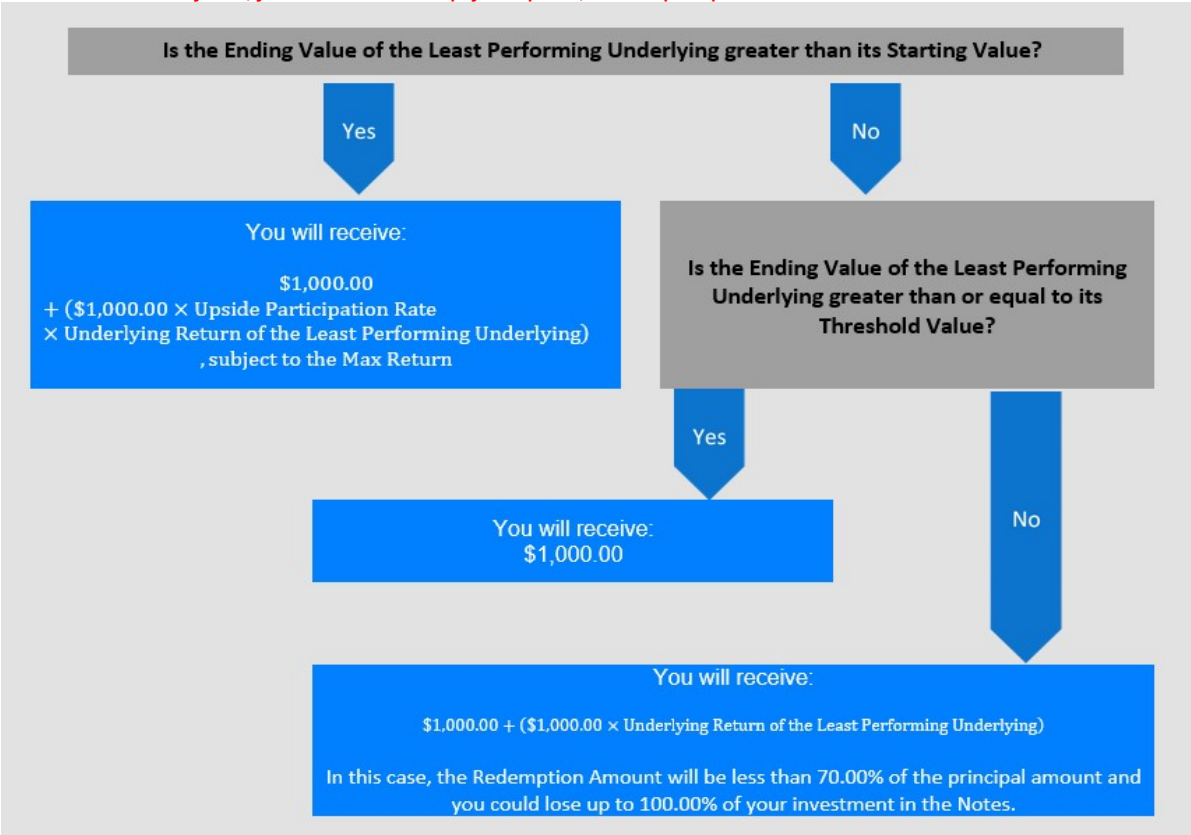 Is the Ending Value of the Least Performing Underlying greater than its Starting Value?
Yes
No
You will receive:
$1,000.00
+ ($1,000.00 × Upside Participation Rate
× Underlying Return of the Least Performing Underlying)
, subject to the Max Return
Is the Ending Value of the Least Performing
Underlying greater than or equal to its
Threshold Value?
Yes
No
You will receive:
$1,000.00
You will receive:
$1,000.00 + ($1,000.00 × Underlying Return of the Least Performing Underlying)
In this case, the Redemption Amount will be less than 70.00% of the principal amount and
you could lose up to 100.00% of your investment in the Notes.